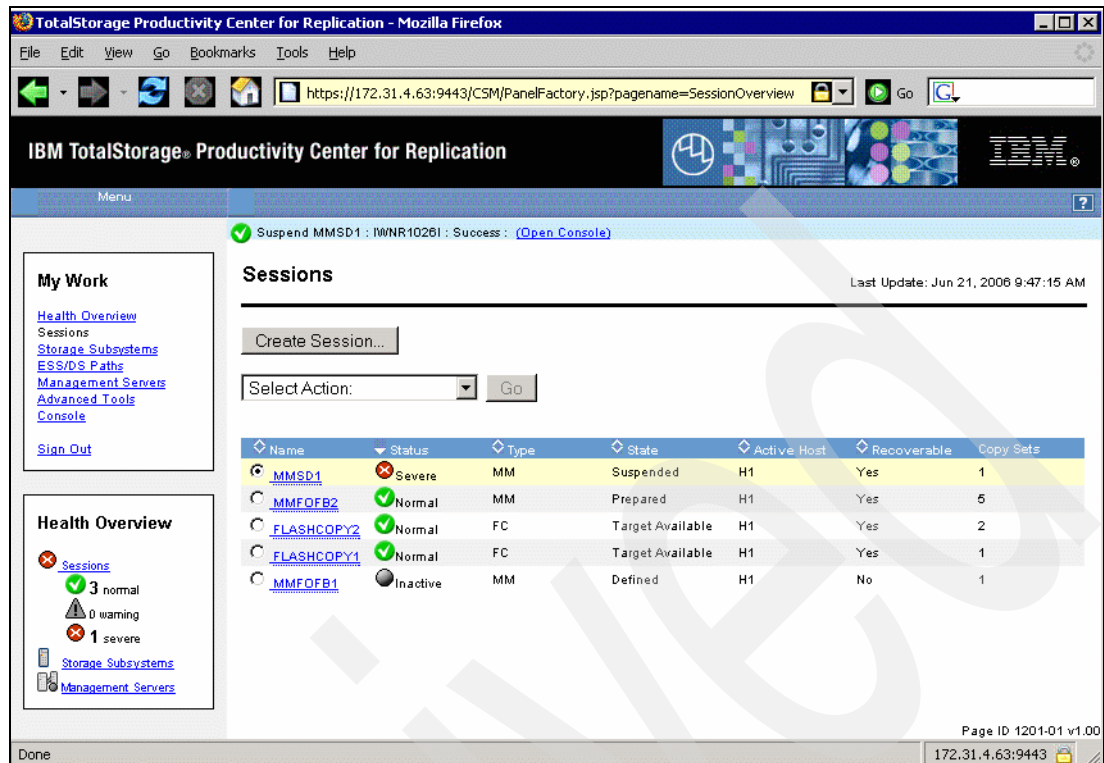 TotalStorage Productivity Center for Replication - Mozilla Firefox
File Edit View Go Bookmarks Tools Help
https://172.31.4.63:9443/CSM/PanelFactory.jsp?pagename=SessionOverview Go G
IBM TotalStorage® Productivity Center for Replication IBM®
Menu ?
Suspend MMSD1 : IWNR1026I : Success : (Open Console)
My Work
Health Overview
Sessions
Storage Subsystems
ESS/DS Paths
Management Servers
Advanced Tools
Console
Sign Out
Health Overview
Sessions
3 normal
0 warning
1 severe
Storage Subsystems
Management Servers
Sessions
Last Update: Jun 21, 2006 9:47:15 AM
Create Session...
Select Action: Go
Name Status Type State Active Host Recoverable Copy Sets
MMSD1 Severe MM Suspended H1 Yes 1
MMFOFB2 Normal MM Prepared H1 Yes 5
FLASHCOPY2 Normal FC Target Available H1 Yes 2
FLASHCOPY1 Normal FC Target Available H1 Yes 1
MMFOFB1 Inactive MM Defined H1 No 1
Page ID 1201-01 v1.00
Done 172.31.4.63:9443